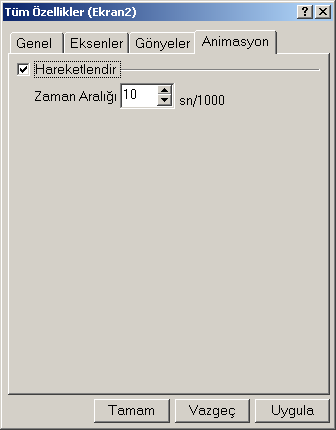 Tüm Özellikler (Ekran2)
Genel Eksenler Gönyeler Animasyon
Hareketlendir
Zaman Aralığı 10 sn/1000
Tamam Vazgeç Uygula